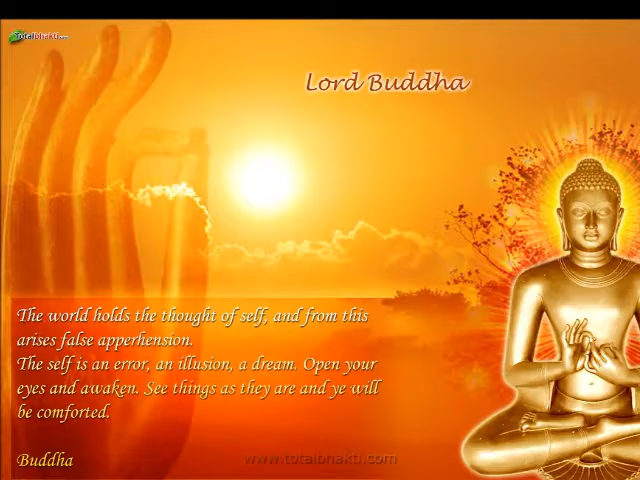 totalbhakti.com
Lord Buddha
The world holds the thought of self, and from this
arises false apperhension.
The self is an error, an illusion, a dream. Open your
eyes and awaken. See things as they are and ye will
be comforted.
Buddha
www.totalbhakti.com